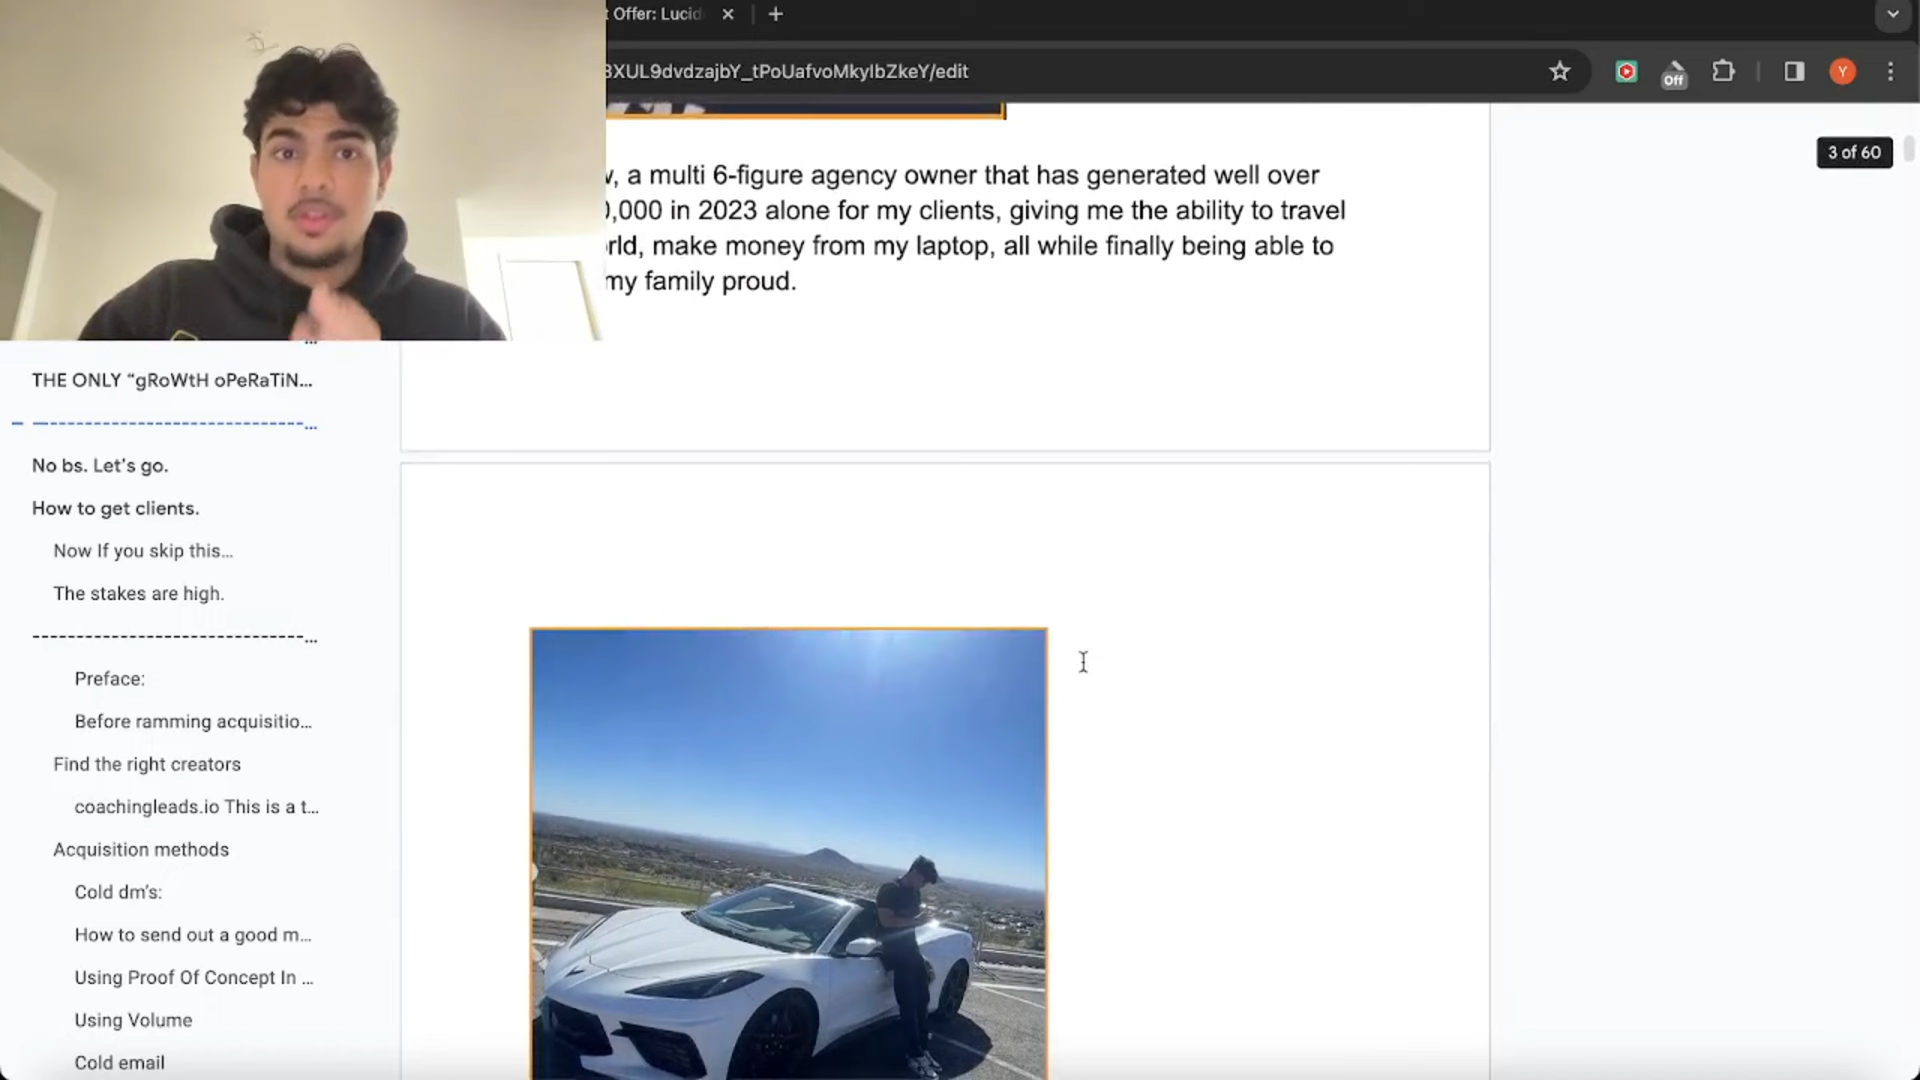 t Offer: Lucid
3XUL9dvdzajbY_tPoUafvoMkylbZkeY/edit
Off
Y
3 of 60
, a multi 6-figure agency owner that has generated well over
0,000 in 2023 alone for my clients, giving me the ability to travel
rld, make money from my laptop, all while finally being able to
my family proud.
...
THE ONLY “gRoWtH oPeRaTiN...
– —-----------------------------...
No bs. Let's go.
How to get clients.
Now If you skip this...
The stakes are high.
-------------------------------...
Preface:
Before ramming acquisitio...
Find the right creators
coachingleads.io This is a t...
Acquisition methods
Cold dm's:
How to send out a good m...
Using Proof Of Concept In ...
Using Volume
Cold email